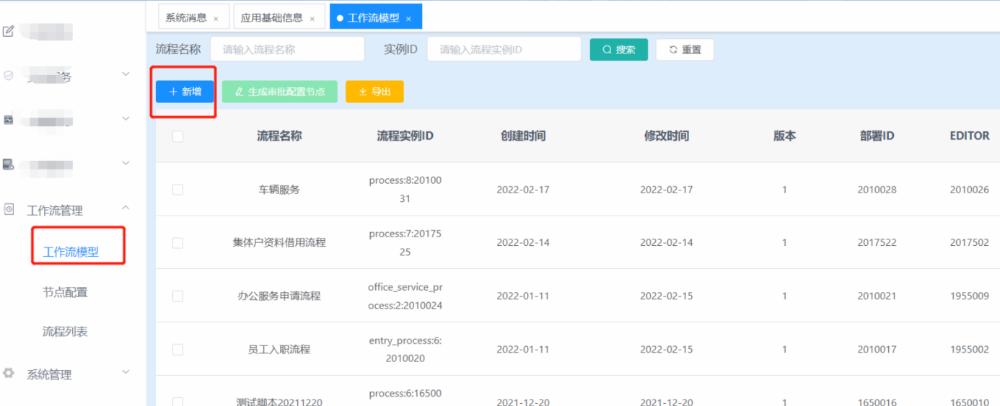 系统消息 ×
应用基础信息 ×
工作流模型 ×
流程名称 请输入流程名称 实例ID 请输入流程实例ID 搜索 重置
+ 新增 生成审批配置节点 导出
务
工作流管理
工作流模型
节点配置
流程列表
系统管理
流程名称 流程实例ID 创建时间 修改时间 版本 部署ID EDITOR
车辆服务 process:8:20100 2022-02-17 2022-02-17 1 2010028 2010026
31
集体户资料借用流程 process:7:20175 2022-02-14 2022-02-14 1 2017522 2017502
25
办公服务申请流程 office_service_pr 2022-01-11 2022-02-15 1 2010021 1955009
ocess:2:2010024
员工入职流程 entry_process:6: 2022-01-11 2022-02-15 1 2010017 1955002
2010020
测试脚本20211220 process:6:16500 2021-12-20 2021-12-20 1 1650016 1650010